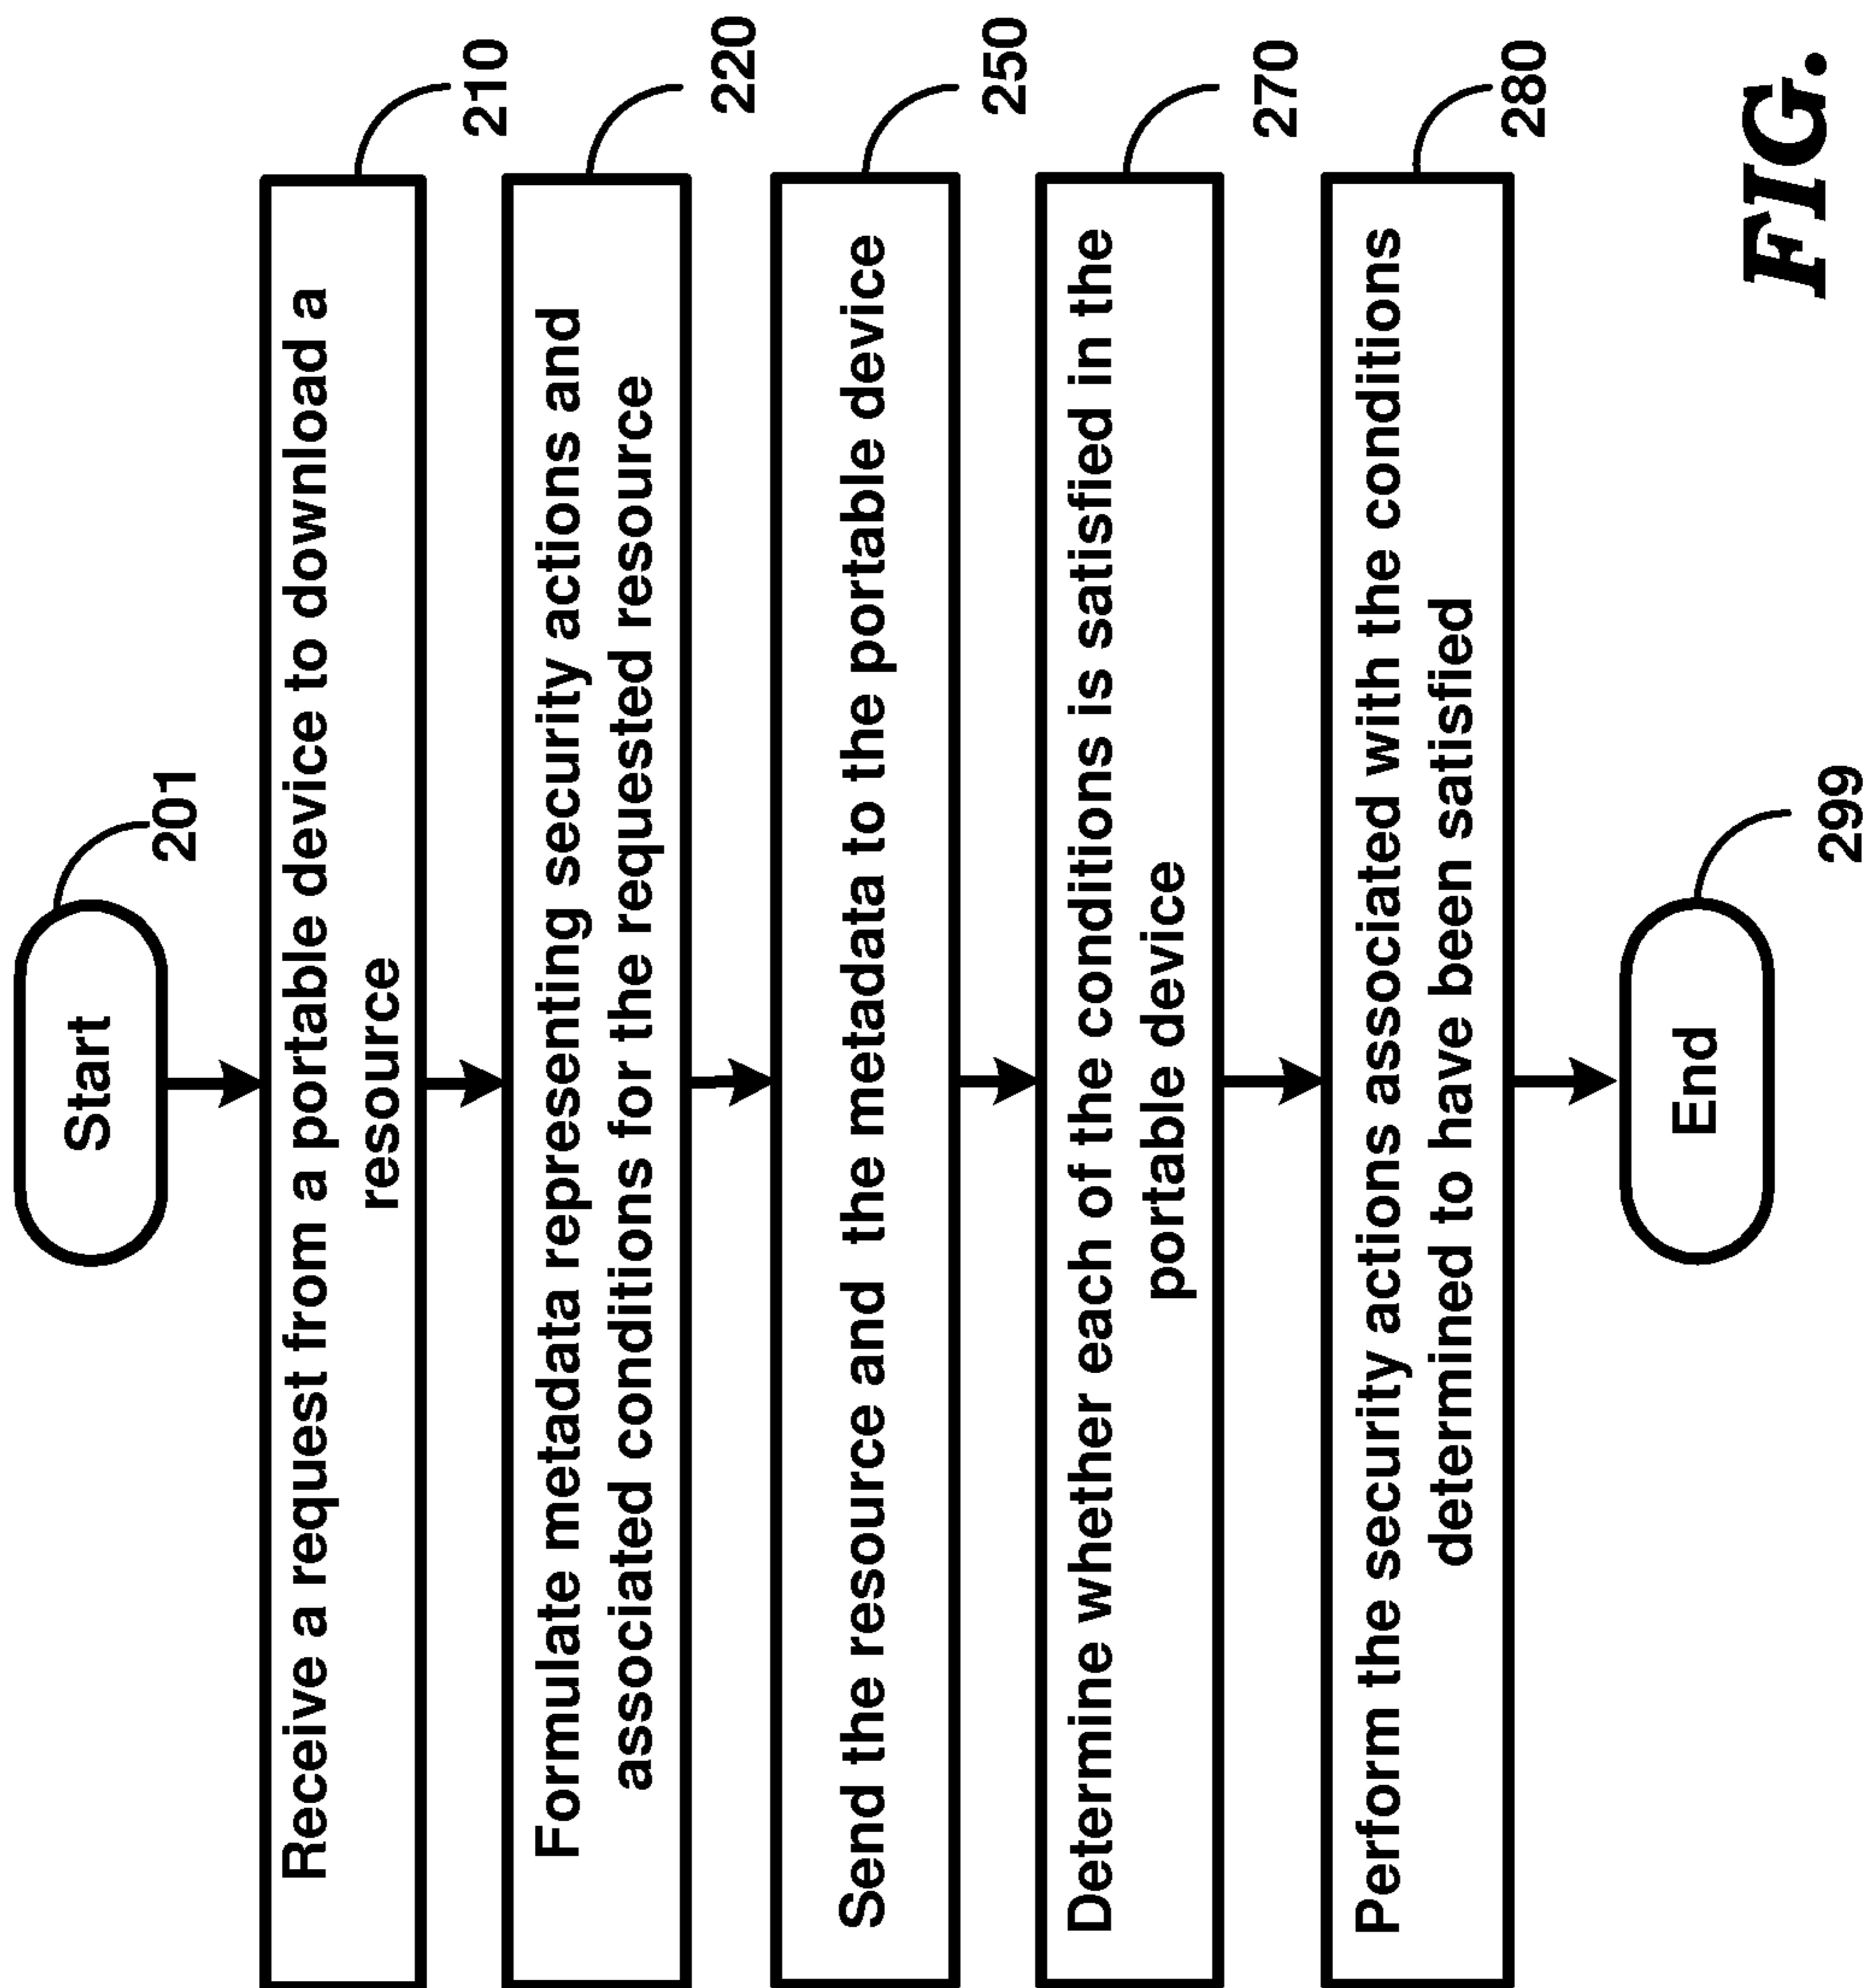 Start
201
Receive a request from a portable device to download a
resource
210
Formulate metadata representing security actions and
associated conditions for the requested resource
220
Send the resource and the metadata to the portable device
250
Determine whether each of the conditions is satisfied in the
portable device
270
Perform the security actions associated with the conditions
determined to have been satisfied
280
End
299
FIG.